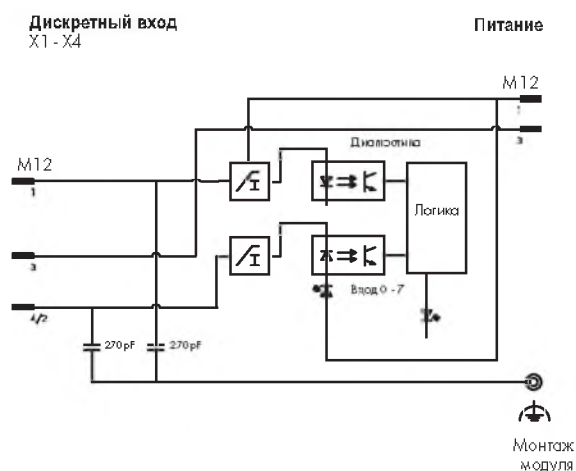 Дискретный вход
X1 - X4
Питание
M12
1
3
Диагностика
M12
1
Логика
3
4/2
Вход 0 - 7
270pF
270pF
Монтаж
модуля